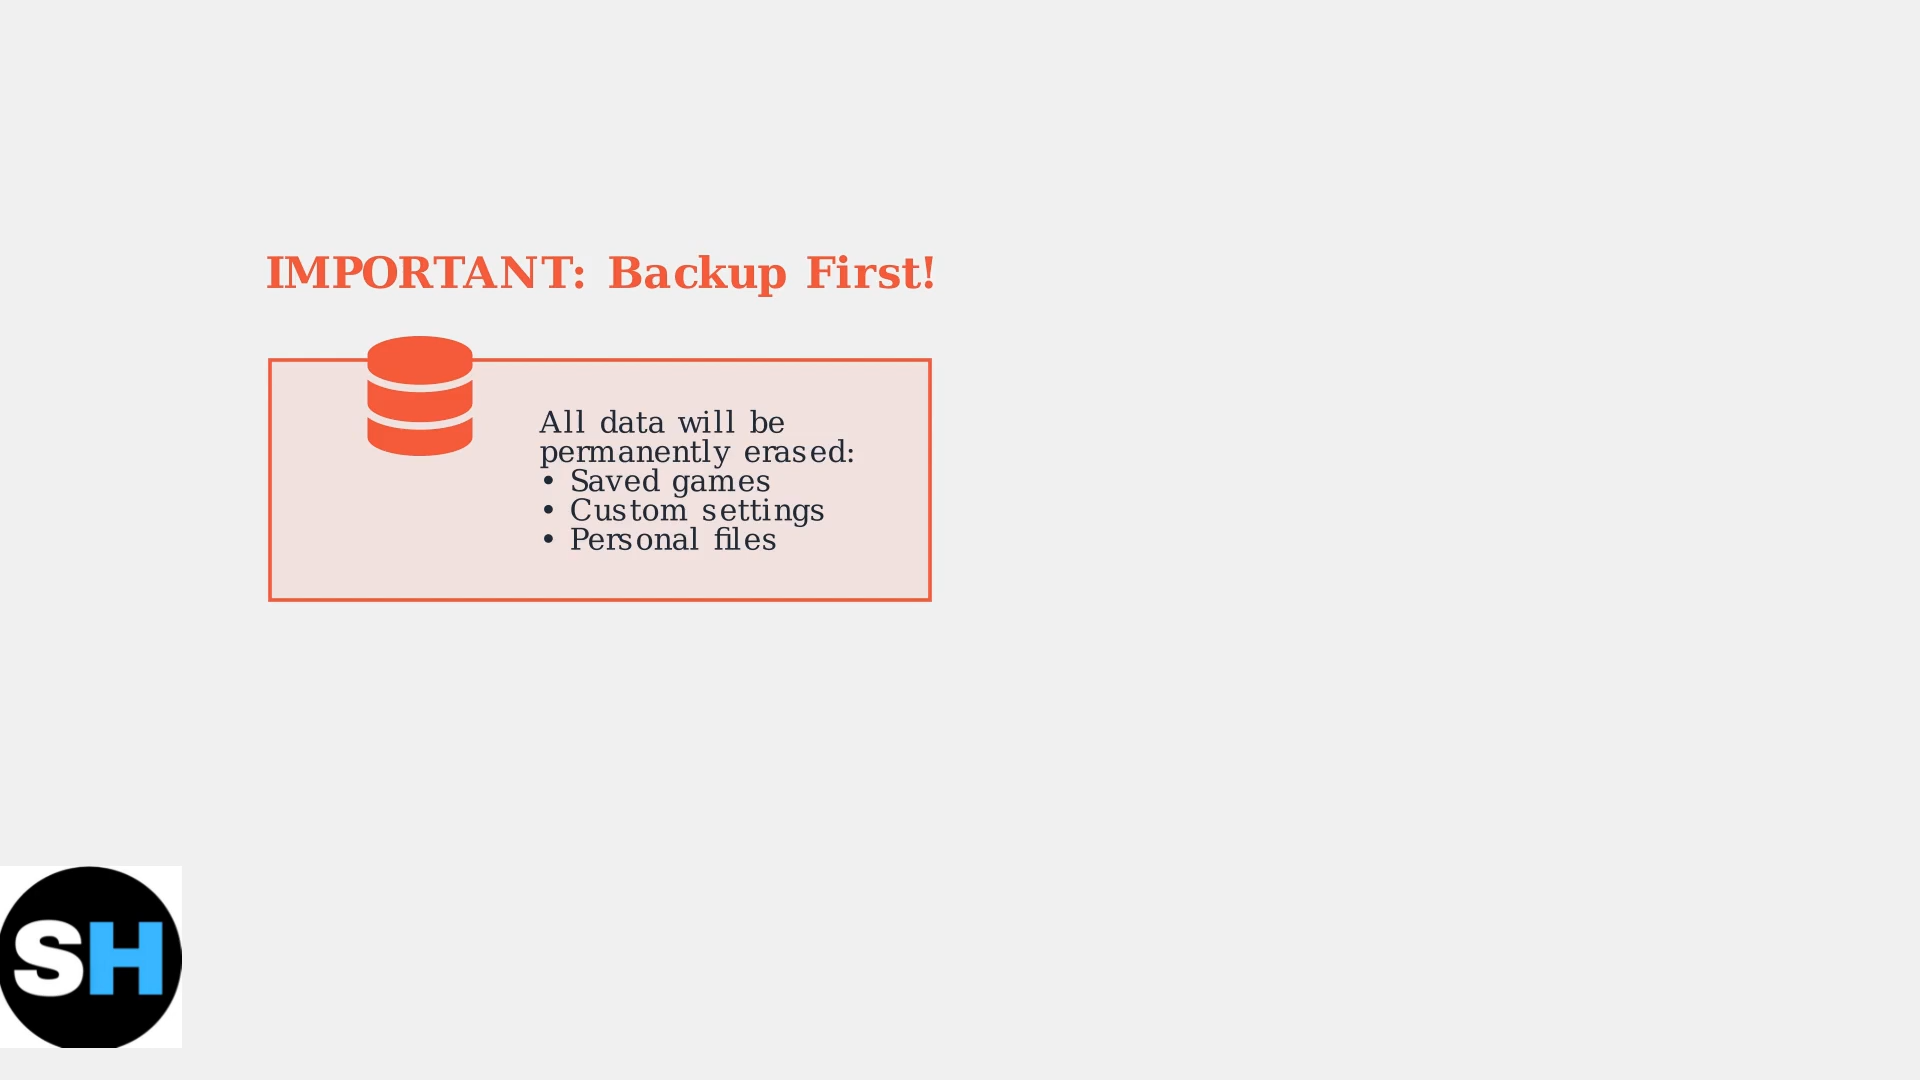 IMPORTANT: Backup First!
All data will be
permanently erased:
• Saved games
• Custom settings
• Personal files
SH